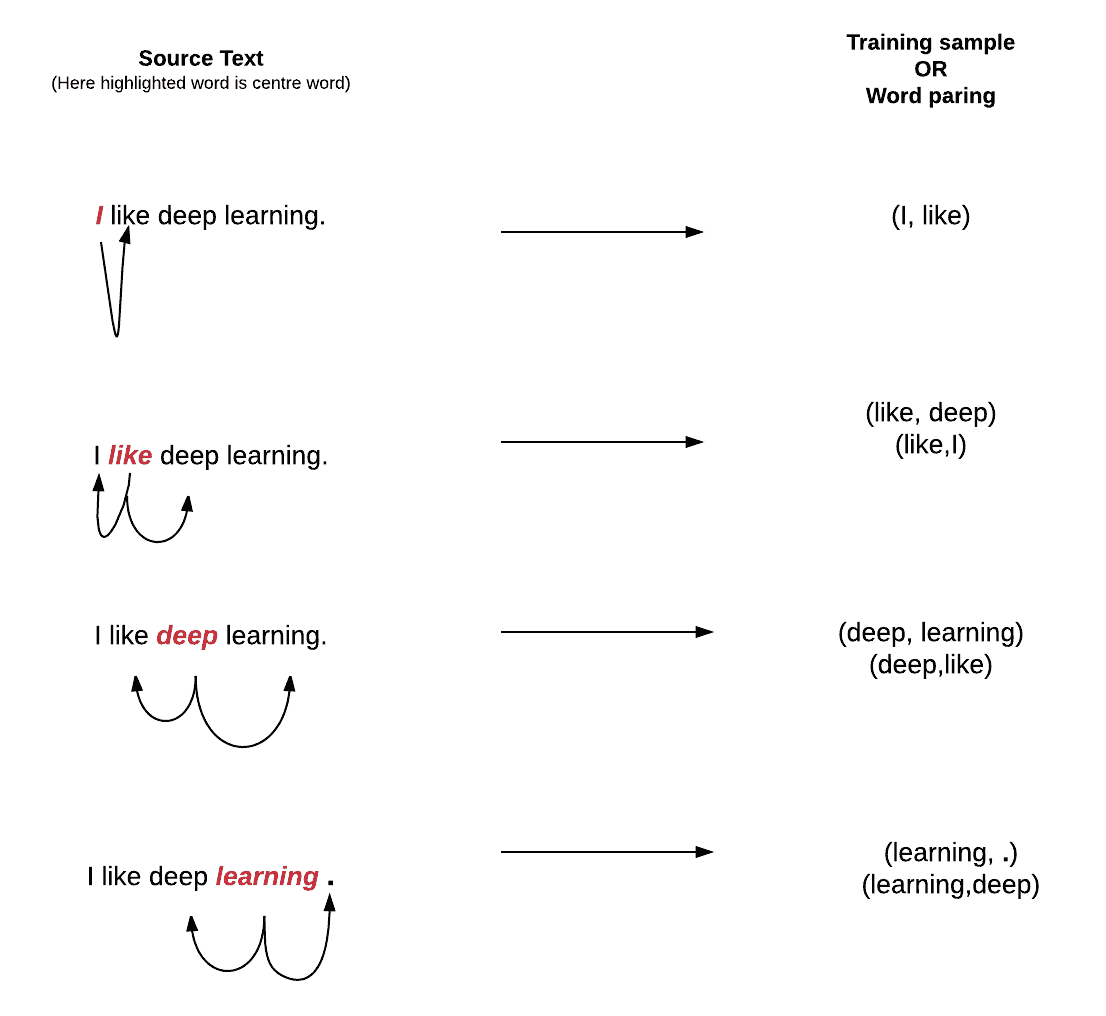 Source Text
(Here highlighted word is centre word)
Training sample
OR
Word paring
I like deep learning.
(I, like)
I like deep learning.
(like, deep)
(like,I)
I like deep learning.
(deep, learning)
(deep,like)
I like deep learning .
(learning, .)
(learning,deep)